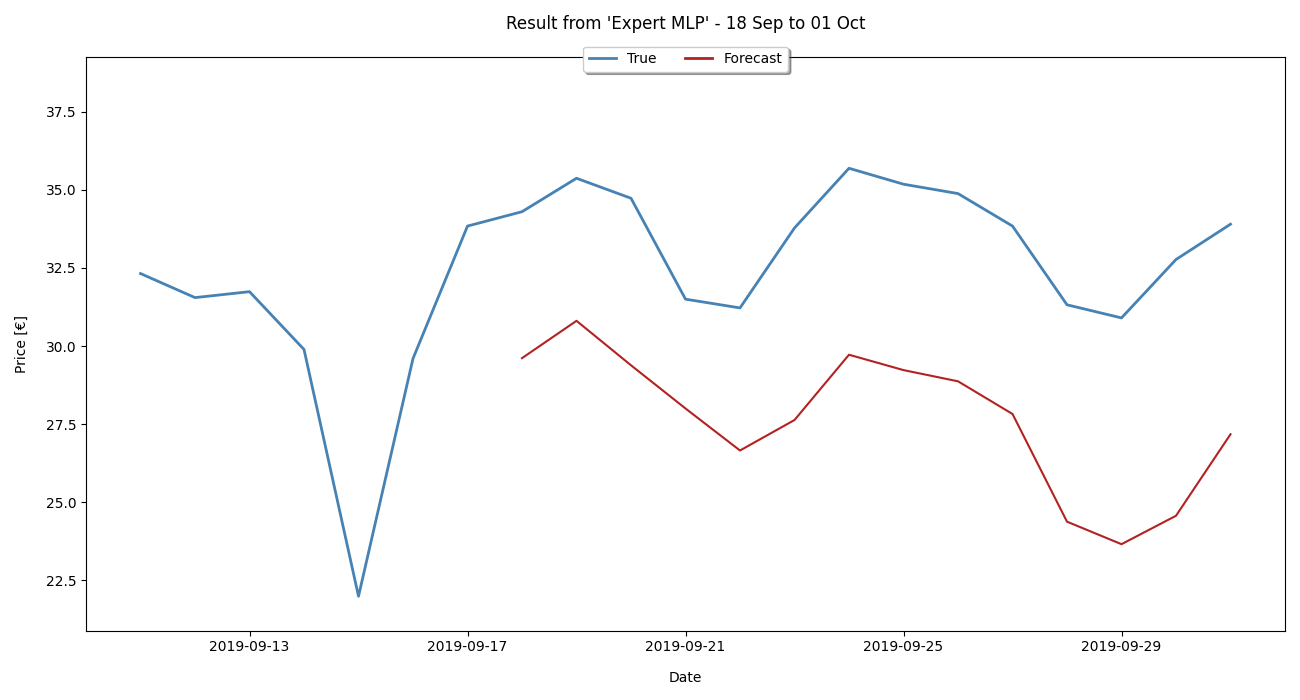 Result from 'Expert MLP' - 18 Sep to 01 Oct
True Forecast
37.5
35.0
32.5
30.0
27.5
25.0
22.5
Price [€]
2019-09-13 2019-09-17 2019-09-21 2019-09-25 2019-09-29
Date